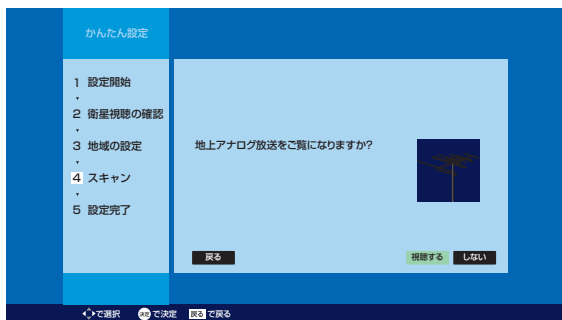 かんたん設定
1 設定開始
2 衛星視聴の確認
3 地域の設定
4 スキャン
5 設定完了
地上アナログ放送をご覧になりますか?
戻る 視聴する しない
で選択 決定 で決定 戻る で戻る